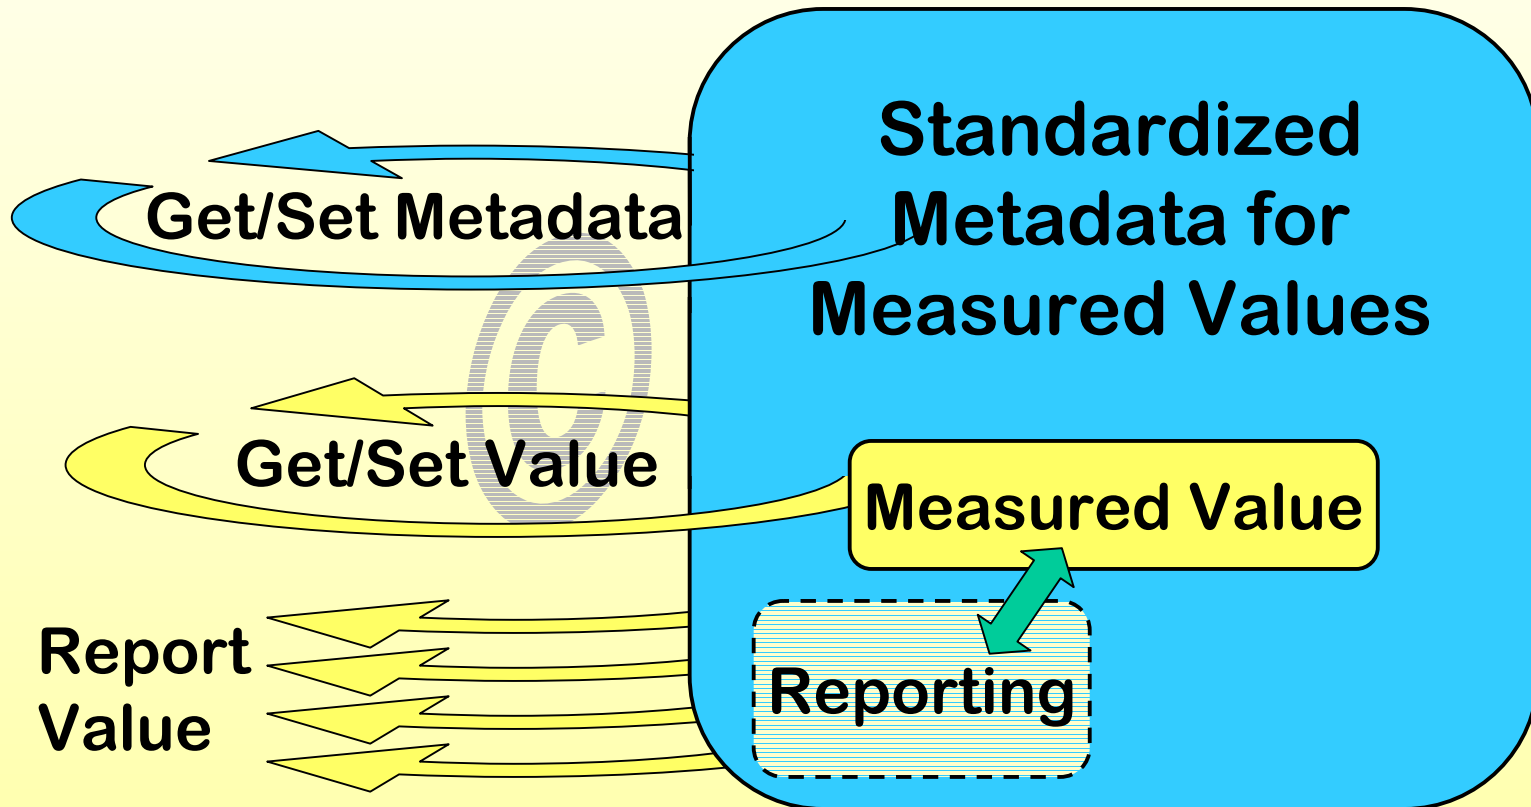 Standardized
Metadata for
Measured Values
Get/Set Metadata
©
Get/Set Value
Measured Value
Report
Value
Reporting